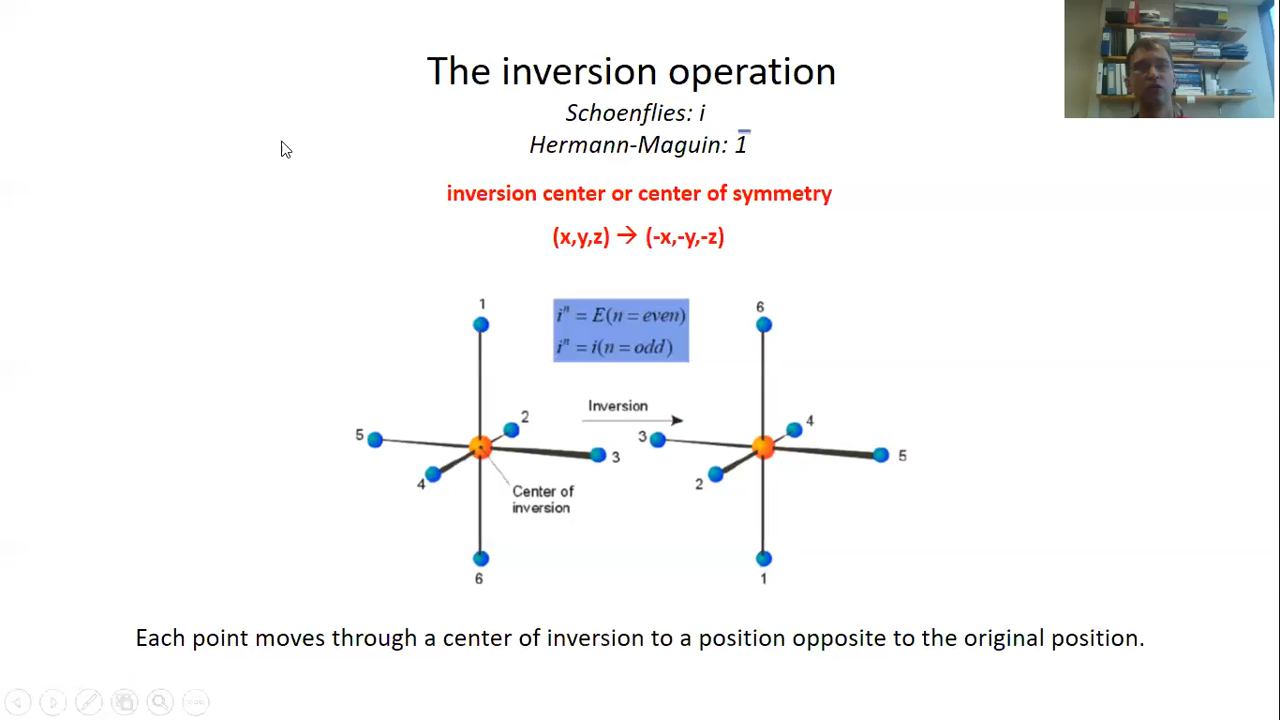 The inversion operation
Schoenflies: i
Hermann-Maguin: 1̅
inversion center or center of symmetry
(x,y,z) → (-x,-y,-z)
1
6
iⁿ = E(n = even)
iⁿ = i(n = odd)
Inversion
5
2
3
4
Center of
inversion
6
3
4
5
2
1
Each point moves through a center of inversion to a position opposite to the original position.